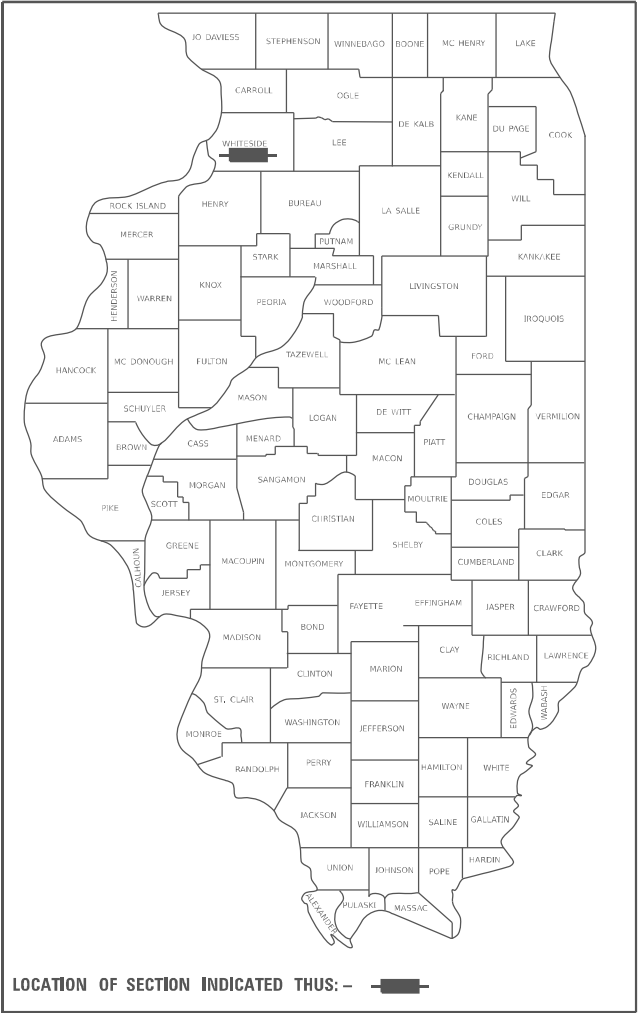 JO DAVIESS
STEPHENSON
WINNEBAGO
BOONE
MC HENRY
LAKE
CARROLL
OGLE
DE KALB
KANE
DU PAGE
COOK
WHITESIDE
LEE
KENDALL
ROCK ISLAND
HENRY
BUREAU
LA SALLE
WILL
GRUNDY
MERCER
PUTNAM
STARK
MARSHALL
KANKAKEE
HENDERSON
WARREN
KNOX
PEORIA
WOODFORD
LIVINGSTON
IROQUOIS
HANCOCK
MC DONOUGH
FULTON
TAZEWELL
MC LEAN
FORD
SCHUYLER
MASON
LOGAN
DE WITT
CHAMPAIGN
VERMILION
ADAMS
BROWN
CASS
MENARD
MACON
PIATT
PIKE
SCOTT
MORGAN
SANGAMON
MOULTRIE
DOUGLAS
EDGAR
CHRISTIAN
COLES
CALHOUN
GREENE
MACOUPIN
MONTGOMERY
SHELBY
CUMBERLAND
CLARK
JERSEY
FAYETTE
EFFINGHAM
JASPER
CRAWFORD
MADISON
BOND
CLAY
RICHLAND
LAWRENCE
CLINTON
MARION
ST. CLAIR
WASHINGTON
WAYNE
EDWARDS
WABASH
MONROE
JEFFERSON
RANDOLPH
PERRY
HAMILTON
WHITE
FRANKLIN
JACKSON
WILLIAMSON
SALINE
GALLATIN
UNION
JOHNSON
POPE
HARDIN
ALEXANDER
PULASKI
MASSAC
LOCATION OF SECTION INDICATED THUS: –